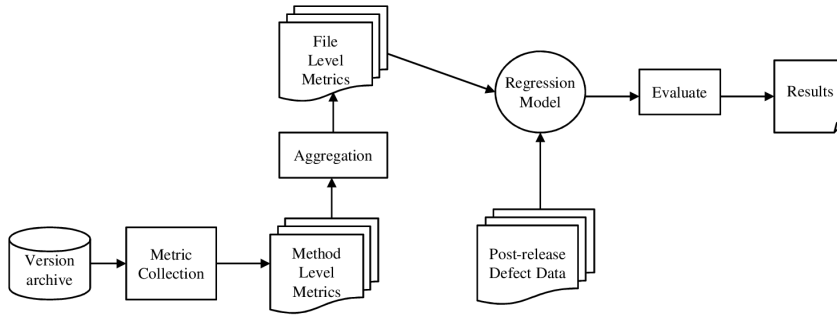 File
Level
Metrics
Regression
Model
Evaluate
Results
Aggregation
Version
archive
Metric
Collection
Method
Level
Metrics
Post-release
Defect Data